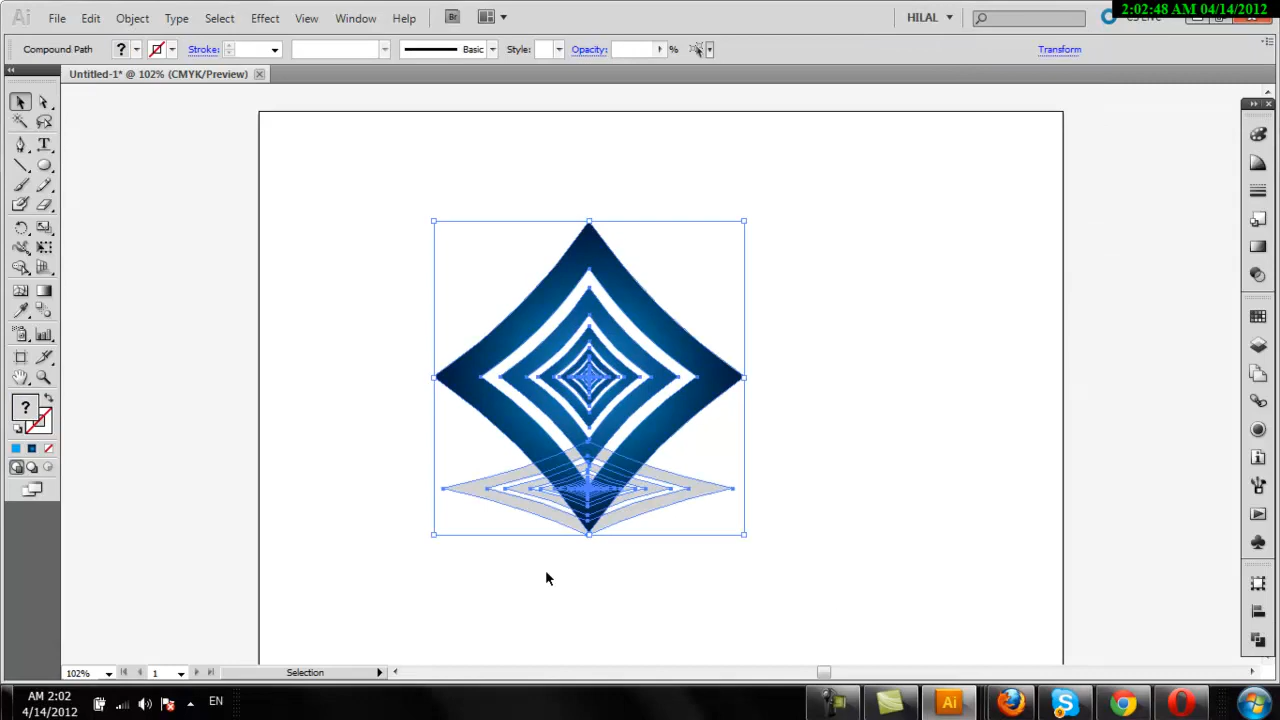 2:02:48 AM 04/14/2012
Ai File Edit Object Type Select Effect View Window Help Br HILAL
Compound Path ? Stroke: Basic Style: Opacity: % Transform
Untitled-1* @ 102% (CMYK/Preview)
T
?
102% 1 Selection
AM 2:02
4/14/2012
EN
Ai